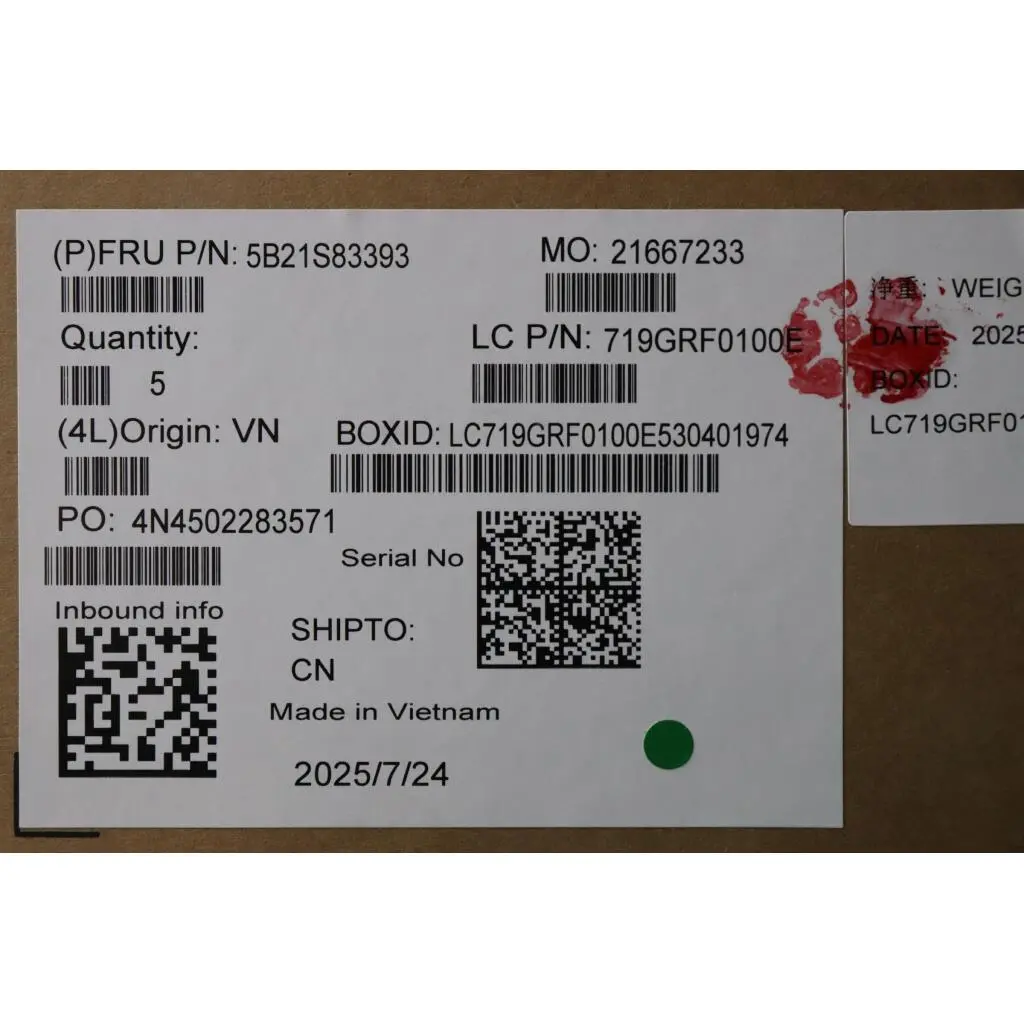 (P)FRU P/N: 5B21S83393
MO: 21667233
Quantity:
5
LC P/N: 719GRF0100E
(4L)Origin: VN
BOXID: LC719GRF0100E530401974
PO: 4N4502283571
Serial No
Inbound info
SHIPTO:
CN
Made in Vietnam
2025/7/24
净重: WEIG
DATE: 2025
BOXID:
LC719GRF01